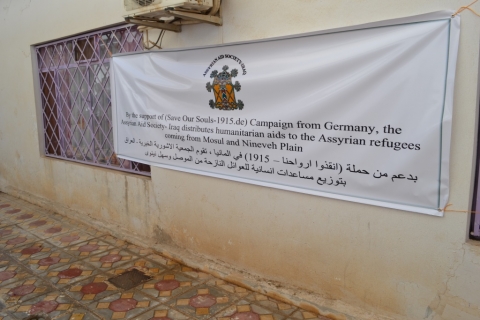 ASSYRIAN AID SOCIETY-IRAQ
By the support of (Save Our Souls-1915.de) Campaign from Germany, the
Assyrian Aid Society- Iraq distributes humanitarian aids to the Assyrian refugees
coming from Mosul and Nineveh Plain
بدعم من حملة (انقذوا ارواحنا – 1915) في المانيا ، تقوم الجمعية الاشورية الخيرية - العراق
بتوزيع مساعدات انسانية للعوائل النازحة من الموصل وسهل نينوى